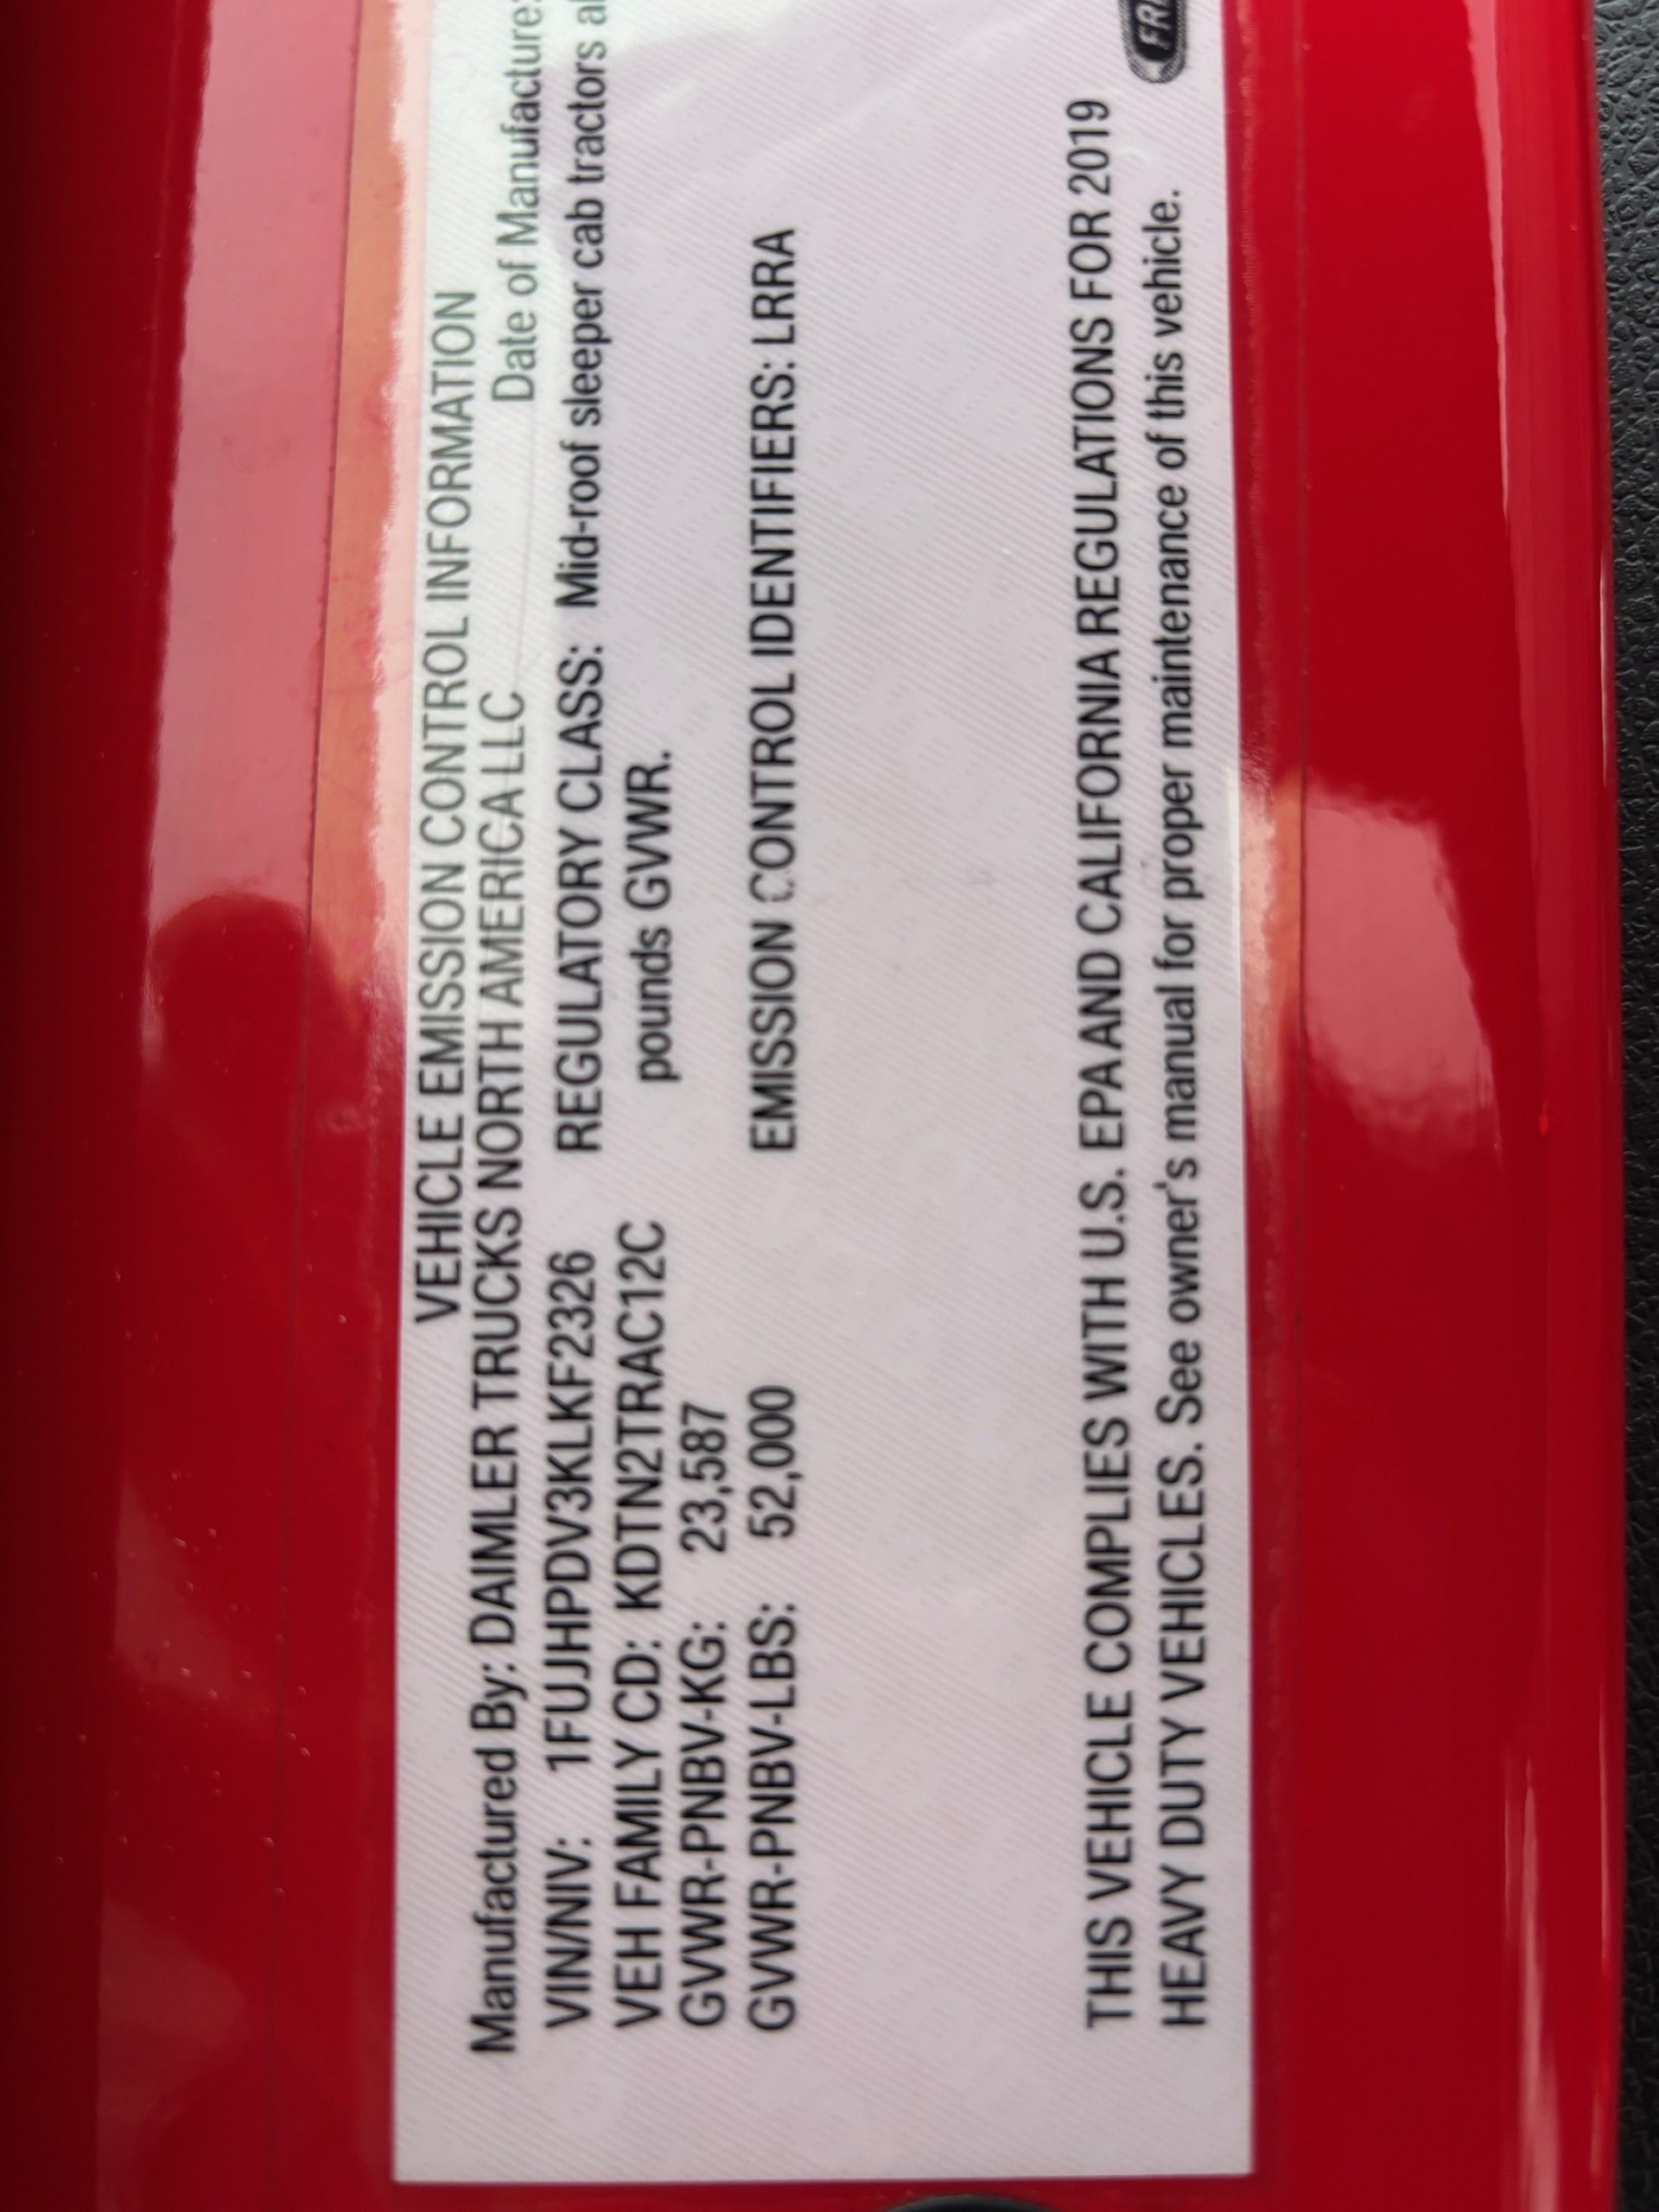 VEHICLE EMISSION CONTROL INFORMATION
Manufactured By: DAIMLER TRUCKS NORTH AMERICA LLC Date of Manufacture:
VIN/NIV: 1FUJHPDV3KLKF2326 REGULATORY CLASS: Mid-roof sleeper cab tractors
VEH FAMILY CD: KDTN2TRAC12C pounds GVWR.
GVWR-PNBV-KG: 23,587
GVWR-PNBV-LBS: 52,000 EMISSION CONTROL IDENTIFIERS: LRRA
THIS VEHICLE COMPLIES WITH U.S. EPA AND CALIFORNIA REGULATIONS FOR 2019
HEAVY DUTY VEHICLES. See owner's manual for proper maintenance of this vehicle.